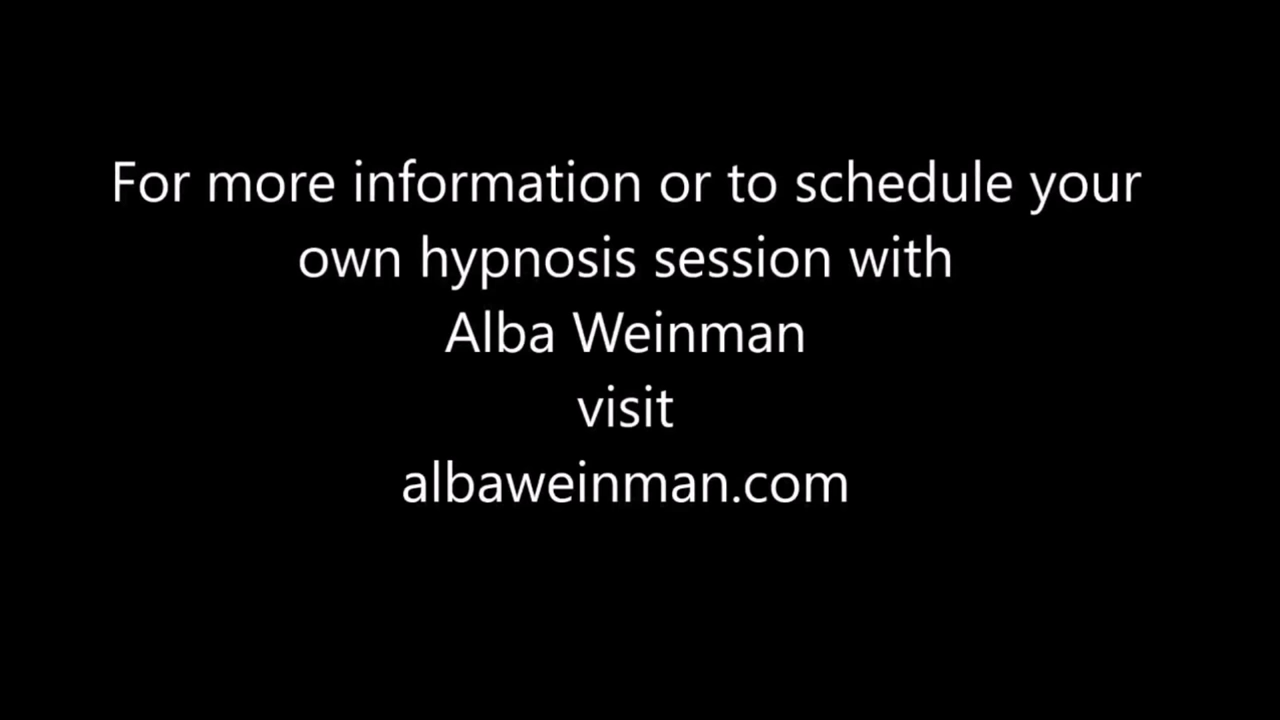 For more information or to schedule your
own hypnosis session with
Alba Weinman
visit
albaweinman.com